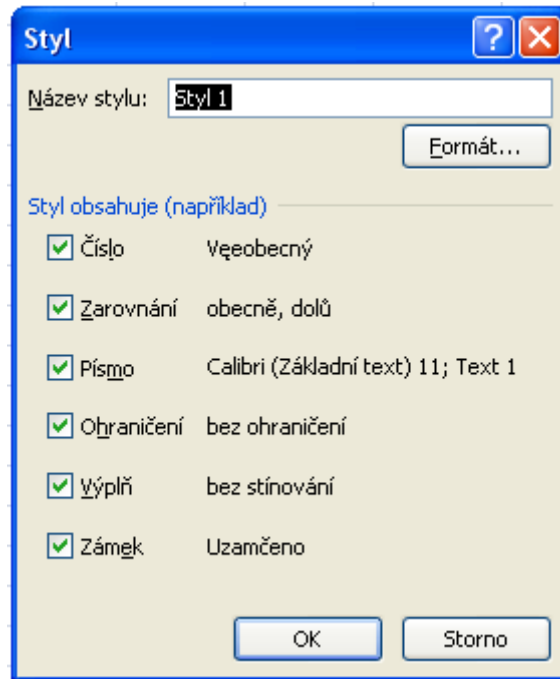 Styl
Název stylu: Styl 1
Formát...
Styl obsahuje (například)
Číslo Vęeobecný
Zarovnání obecně, dolů
Písmo Calibri (Základní text) 11; Text 1
Ohraničení bez ohraničení
Výplň bez stínování
Zámek Uzamčeno
OK Storno